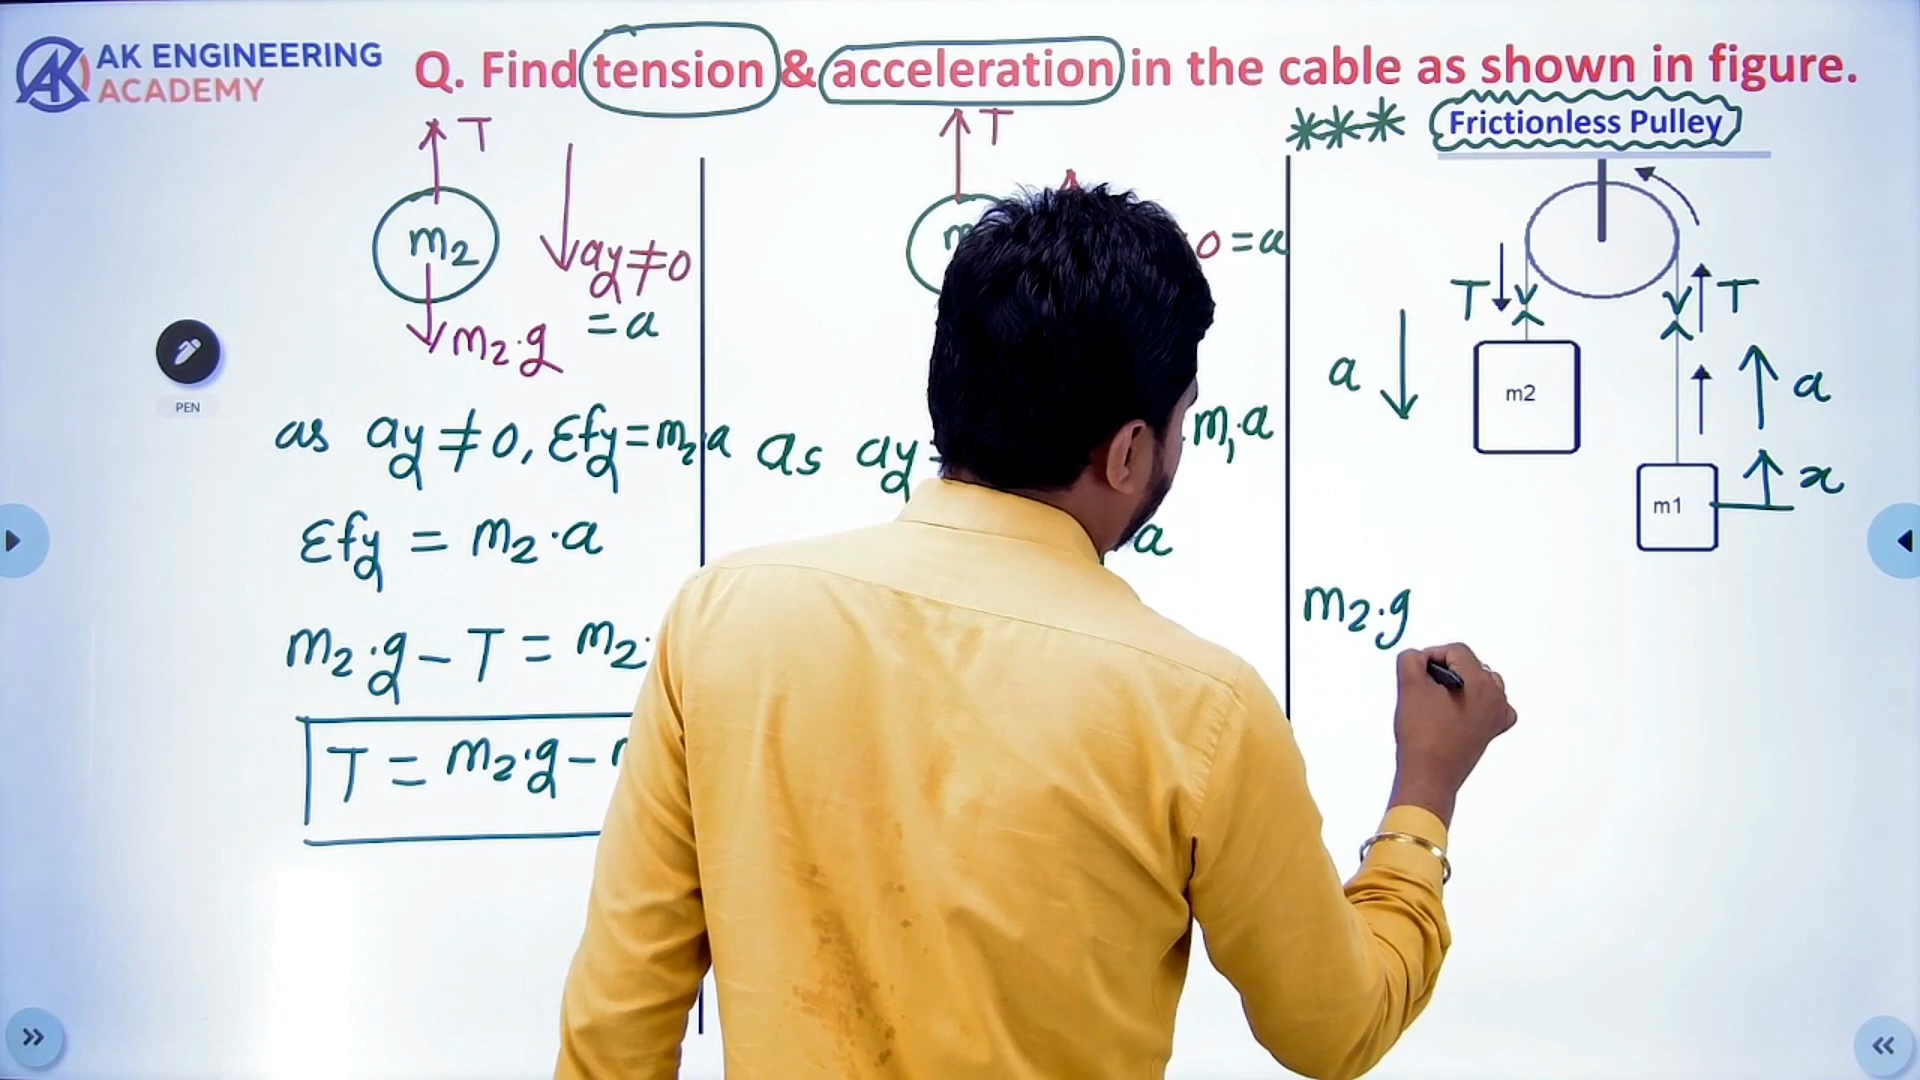 AK ENGINEERING
ACADEMY
Q. Find tension & acceleration in the cable as shown in figure.
*** Frictionless Pulley
T
m2
ay≠0
= a
m2·g
as ay ≠ 0, Σfy = m2·a
Σfy = m2·a
m2·g – T = m2·
T = m2·g –
PEN
T
0 = a
as ay
m1·a
a
T
T
a
a
x
m2
m1
m2·g